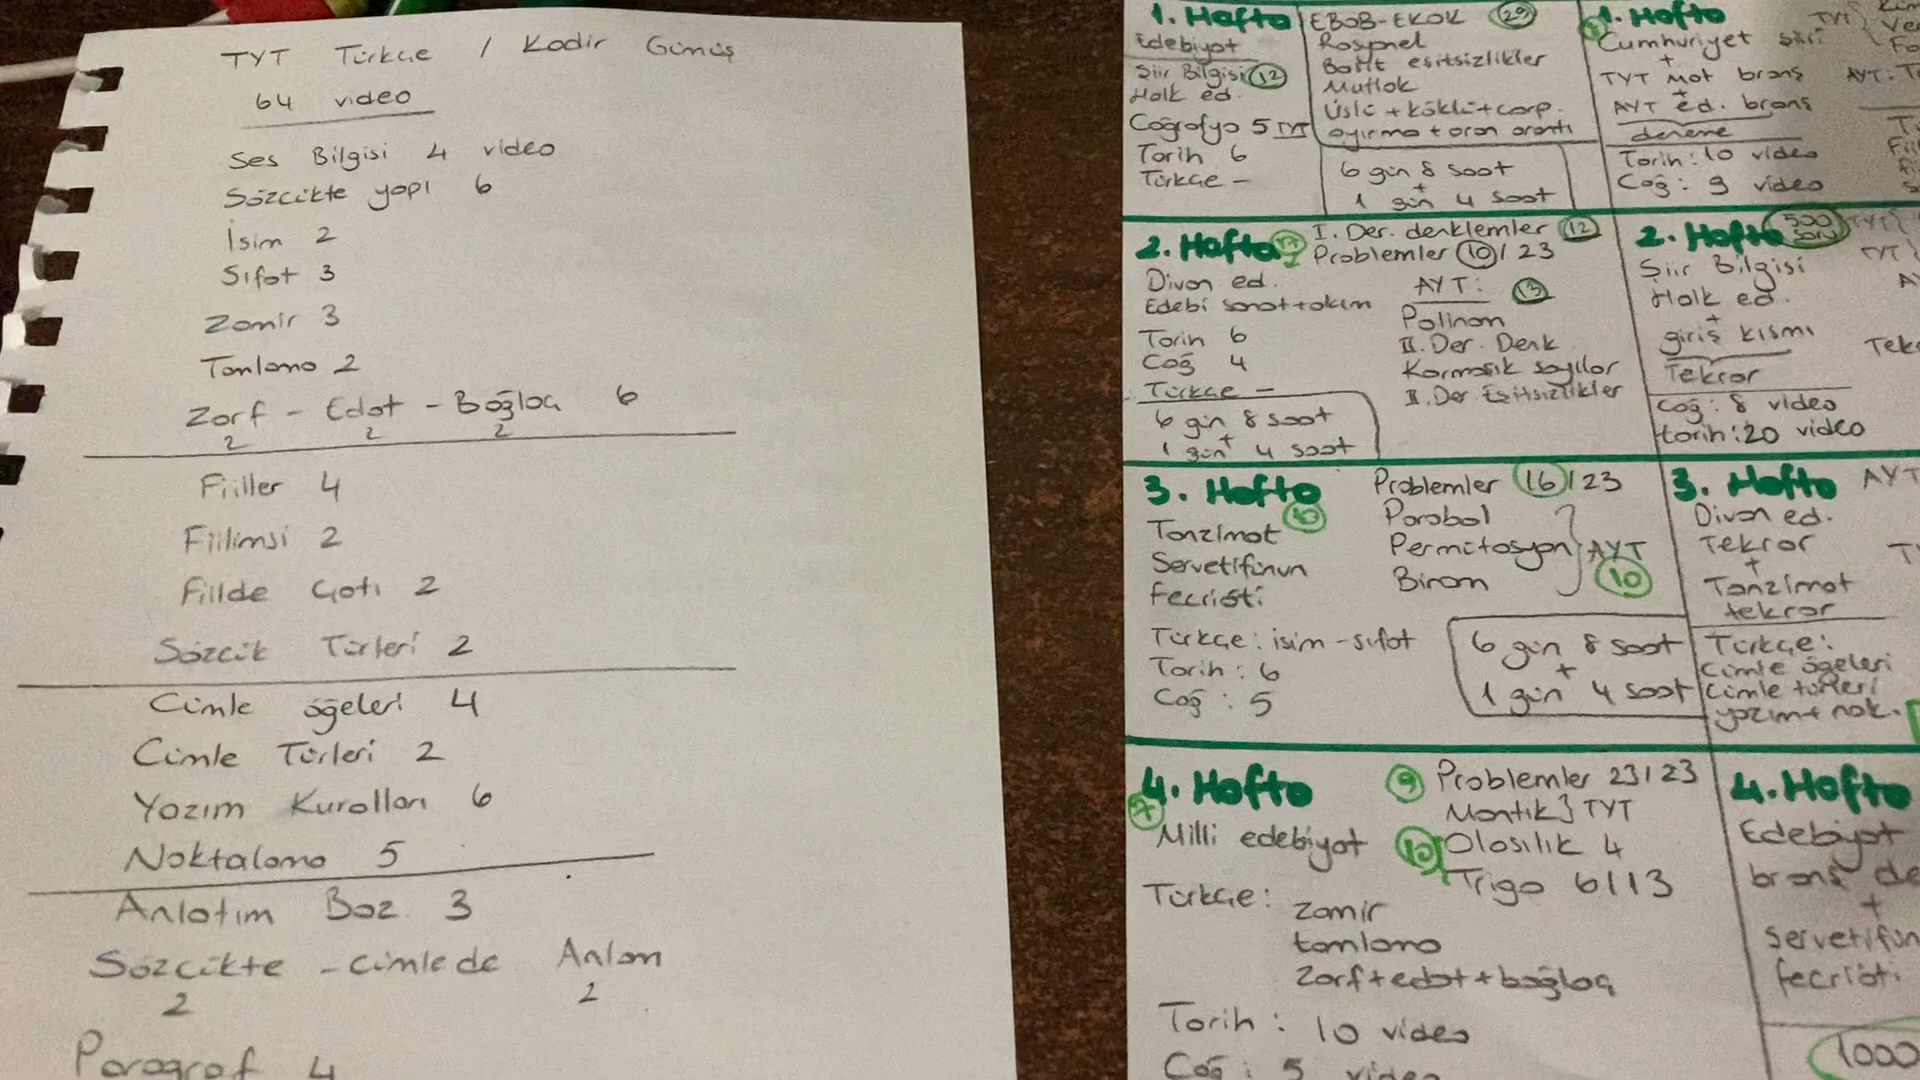 TYT Türkçe / Kadir Gümüş
64 video
Ses Bilgisi 4 video
Sözcükte yapı 6
İsim 2
Sıfat 3
Zamir 3
Tamlama 2
Zarf - Edat - Bağlaç 6
2 2 2
Fiiller 4
Fiilimsi 2
Fiilde Çatı 2
Sözcük Türleri 2
Cümle öğeleri 4
Cümle Türleri 2
Yazım Kuralları 6
Noktalama 5
Anlatım Boz. 3
Sözcükte - cümlede Anlam
2 2
Paragraf 4
1. Hafta
Edebiyat
Şiir Bilgisi 12
Halk ed.
Coğrafya 5 TYT
Tarih 6
Türkçe -
EBOB-EKOK 29
Rasyonel
Basit eşitsizlikler
Mutlak
Üslü + köklü + çarp.
ayırma + oran orantı
6 gün 8 saat
+
1 gün 4 saat
1. Hafta
Cumhuriyet şiiri
+
TYT Mat branş
+
AYT ed. branş
deneme
Tarih: 10 video
Coğ: 9 video
2. Hafta
Divan ed.
Edebi sanat + akım
Tarih 6
Coğ 4
Türkçe -
6 gün 8 saat
+
1 gün 4 saat
I. Der. denklemler 12
Problemler 10/23
AYT: 13
Polinom
II. Der. Denk
Karmaşık sayılar
II. Der Eşitsizlikler
2. Hafta 500 soru
Şiir Bilgisi
Halk ed.
+
giriş kısmı
Tekrar
Coğ: 8 video
tarih: 20 video
3. Hafta
Tanzimat
Servetifünun
fecriati
Türkçe: isim - sıfat
Tarih: 6
Coğ: 5
Problemler 16/23
Parabol
Permütasyon
Binom
AYT
10
6 gün 8 saat
+
1 gün 4 saat
3. Hafta
Divan ed.
Tekrar
+
Tanzimat
tekrar
Türkçe:
Cümle öğeleri
Cümle türleri
yazım + nok.
AYT
4. Hafta
7
Milli edebiyat
9 Problemler 23/23
Mantık } TYT
10 Olasılık 4
Trigo 6/13
Türkçe: zamir
tamlama
zarf + edat + bağlaç
Tarih: 10 video
Coğ: 5 video
4. Hafta
Edebiyat
branş de
+
Servetifün
fecriati
1000